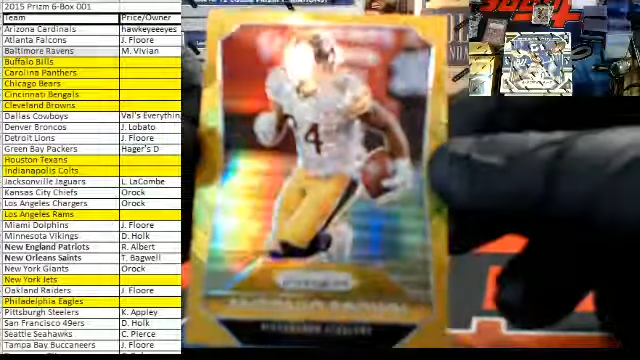 2015 Prizm 6-Box 001
Team Price/Owner
Arizona Cardinals hawkeyeeyes
Atlanta Falcons J. Floore
Baltimore Ravens M. Vivian
Buffalo Bills
Carolina Panthers
Chicago Bears
Cincinnati Bengals
Cleveland Browns
Dallas Cowboys Val's Everythin
Denver Broncos J. Lobato
Detroit Lions J. Floore
Green Bay Packers Hager's D
Houston Texans
Indianapolis Colts
Jacksonville Jaguars L. LaCombe
Kansas City Chiefs Orock
Los Angeles Chargers Orock
Los Angeles Rams
Miami Dolphins J. Floore
Minnesota Vikings D. Holk
New England Patriots R. Albert
New Orleans Saints T. Bagwell
New York Giants Orock
New York Jets
Oakland Raiders J. Floore
Philadelphia Eagles
Pittsburgh Steelers K. Appley
San Francisco 49ers D. Holk
Seattle Seahawks C. Pierce
Tampa Bay Buccaneers J. Floore
4
PITTSBURGH STEELERS